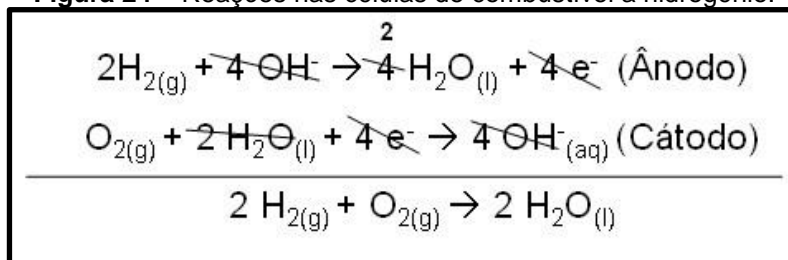 Figura 24 – Reações nas células de combustível a hidrogênio.
2
2H₂(g) + 4 OH⁻ → 4 H₂O(l) + 4 e⁻ (Ânodo)
O₂(g) + 2 H₂O(l) + 4 e⁻ → 4 OH⁻(aq) (Cátodo)
2 H₂(g) + O₂(g) → 2 H₂O(l)